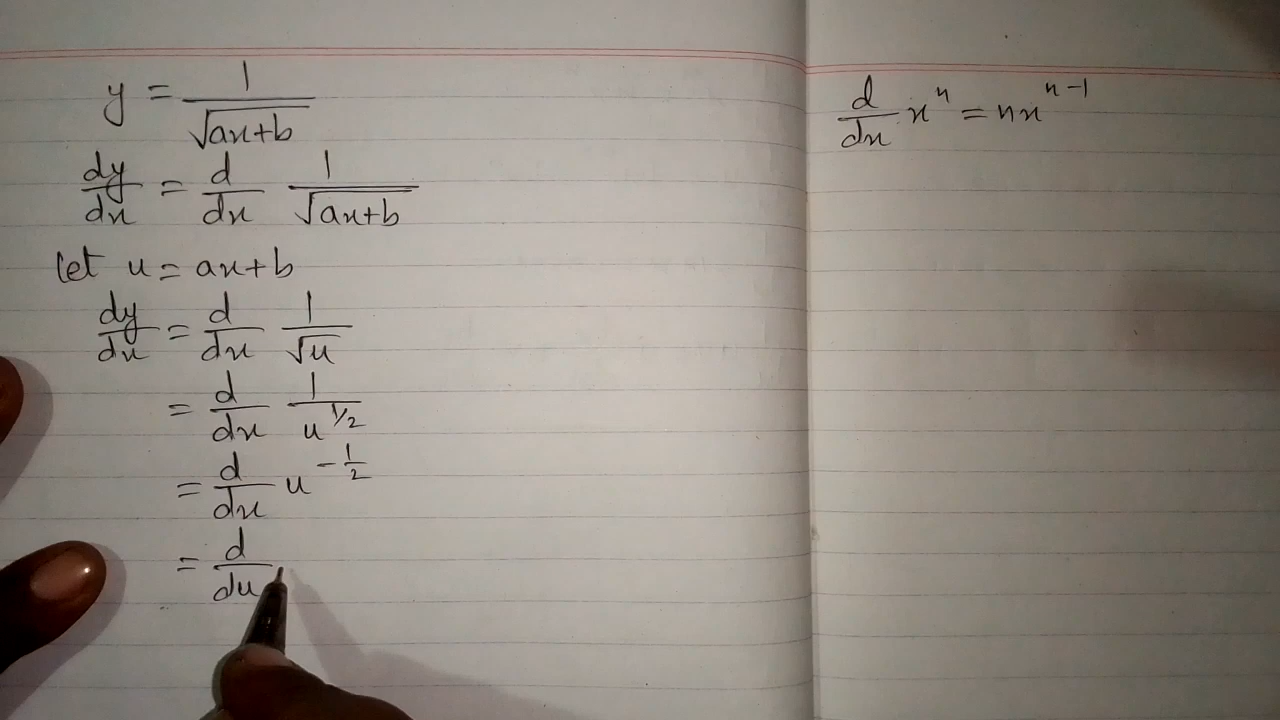 y = 1/√(ax+b)
dy/dx = d/dx 1/√(ax+b)
let u = ax+b
dy/dx = d/dx 1/√u
= d/dx 1/u^1/2
= d/dx u^-1/2
= d/du
d/dx x^n = nx^n-1